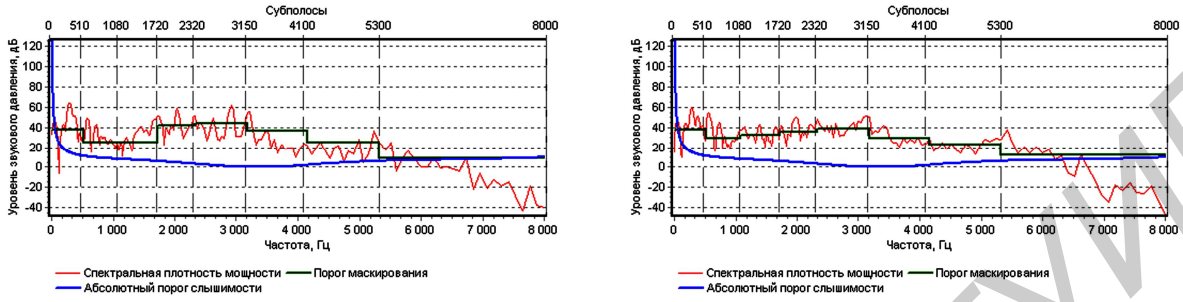 Субполосы
0 510 1080 1720 2320 3150 4100 5300 8000
Уровень звукового давления, дБ
120
100
80
60
40
20
0
-20
-40
0 1 000 2 000 3 000 4 000 5 000 6 000 7 000 8 000
Частота, Гц
Спектральная плотность мощности Порог маскирования
Абсолютный порог слышимости
Субполосы
0 510 1080 1720 2320 3150 4100 5300 8000
Уровень звукового давления, дБ
120
100
80
60
40
20
0
-20
-40
0 1 000 2 000 3 000 4 000 5 000 6 000 7 000 8 000
Частота, Гц
Спектральная плотность мощности Порог маскирования
Абсолютный порог слышимости